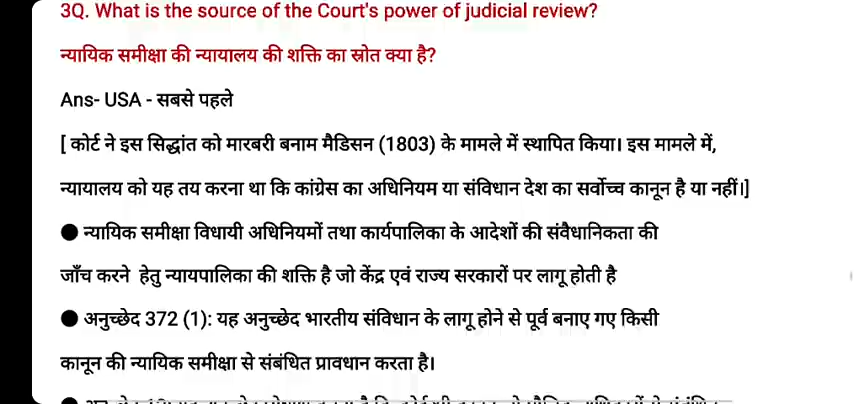 3Q. What is the source of the Court's power of judicial review?
न्यायिक समीक्षा की न्यायालय की शक्ति का स्रोत क्या है?
Ans- USA - सबसे पहले
[ कोर्ट ने इस सिद्धांत को मारबरी बनाम मैडिसन (1803) के मामले में स्थापित किया। इस मामले में,
न्यायालय को यह तय करना था कि कांग्रेस का अधिनियम या संविधान देश का सर्वोच्च कानून है या नहीं।]
● न्यायिक समीक्षा विधायी अधिनियमों तथा कार्यपालिका के आदेशों की संवैधानिकता की
जाँच करने हेतु न्यायपालिका की शक्ति है जो केंद्र एवं राज्य सरकारों पर लागू होती है
● अनुच्छेद 372 (1): यह अनुच्छेद भारतीय संविधान के लागू होने से पूर्व बनाए गए किसी
कानून की न्यायिक समीक्षा से संबंधित प्रावधान करता है।